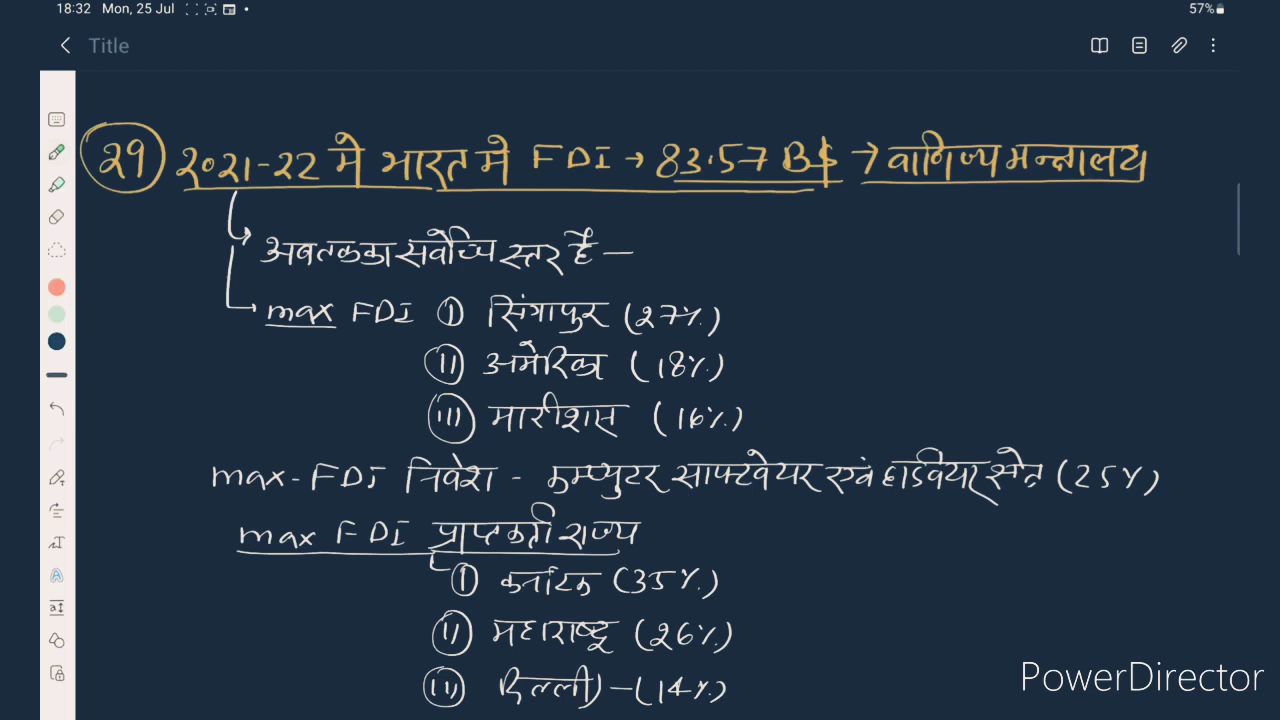 18:32 Mon, 25 Jul
57%
Title
29 2021-22 मे भारत मे FDI → 83.57 B$ → वाणिज्य मन्त्रालय
अबतक का सर्वोच्च स्तर है —
max FDI (i) सिंगापुर (27%)
(ii) अमेरिका (18%)
(iii) मारीशस (16%)
max-FDI निवेश - कम्प्युटर साफ्टवेयर एवं हार्डवेयर क्षेत्र (25%)
max FDI प्राप्तकर्ता राज्य
(i) कर्नाटक (35%)
(ii) महाराष्ट्र (26%)
(iii) दिल्ली - (14%)
PowerDirector